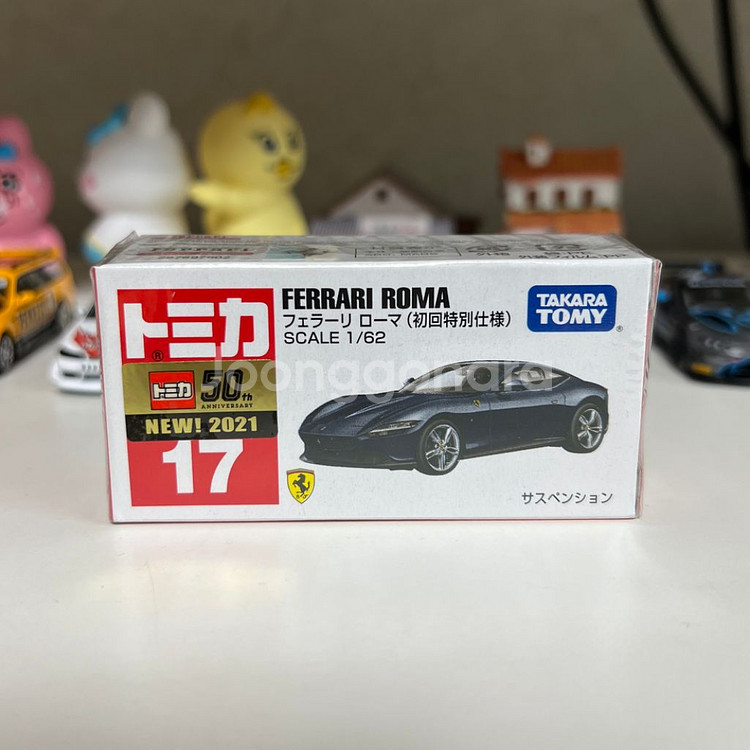 トミカ
トミカ 50th
ANNIVERSARY
NEW! 2021
17
FERRARI ROMA
フェラーリ ローマ(初回特別仕様)
SCALE 1/62
TAKARA
TOMY
サスペンション
joonggonara